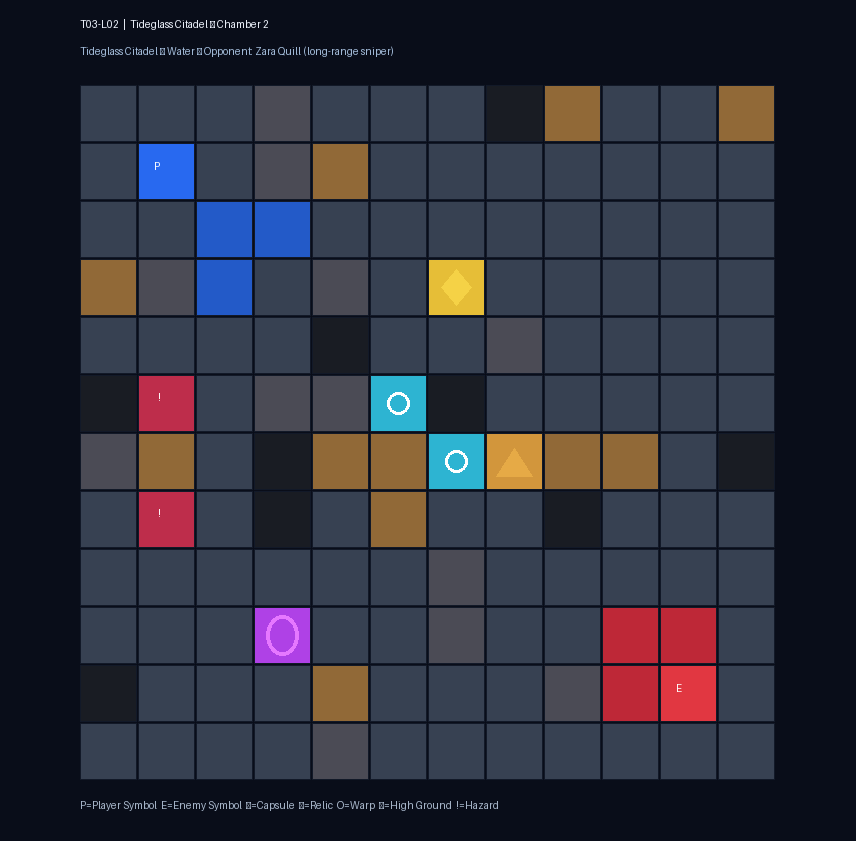 T03-L02 | Tideglass Citadel ▯ Chamber 2
Tideglass Citadel ▯ Water ▯ Opponent: Zara Quill (long-range sniper)
P
!
!
E
P=Player Symbol E=Enemy Symbol ▯=Capsule ▯=Relic O=Warp ▯=High Ground !=Hazard